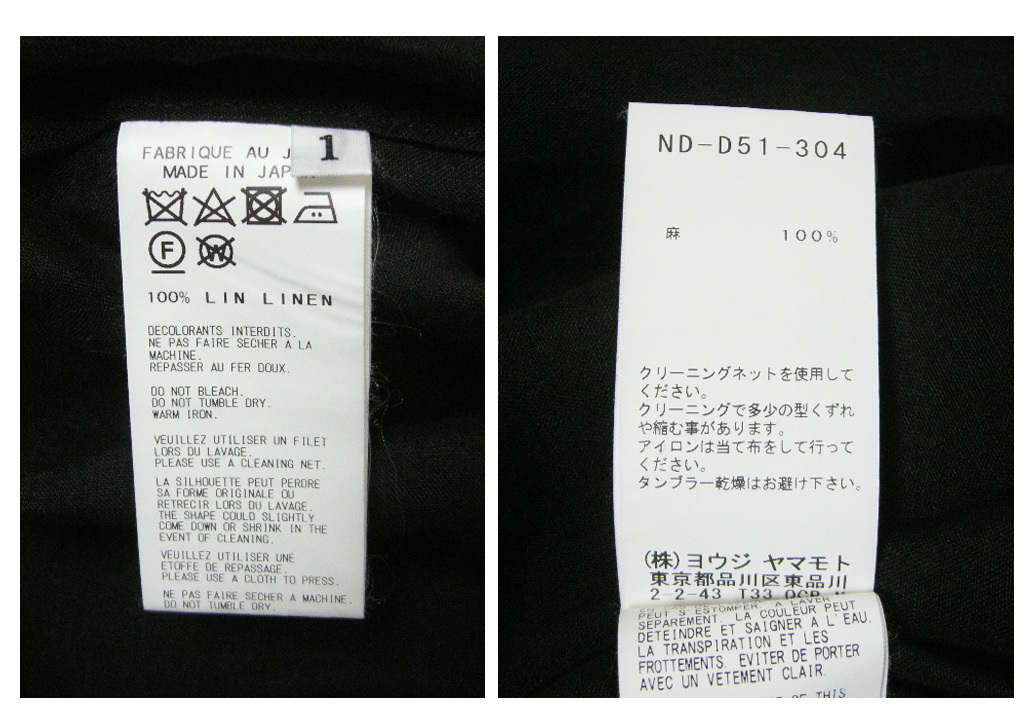 1
FABRIQUE AU
MADE IN
F
W
100% LIN LINEN
DECOLORANTS INTERDITS.
NE PAS FAIRE SECHER A LA
MACHINE.
REPASSER AU FER DOUX.
DO NOT BLEACH.
DO NOT TUMBLE DRY.
WARM IRON.
VEUILLEZ UTILISER UN FILET
LORS DU LAVAGE.
PLEASE USE A CLEANING NET.
LA SILHOUETTE PEUT PERDRE
SA FORME ORIGINALE OU
RETRECIR LORS DU LAVAGE.
THE SHAPE COULD SLIGHTLY
COME DOWN OR SHRINK IN THE
EVENT OF CLEANING.
VEUILLEZ UTILISER UNE
ETOFFE DE REPASSAGE.
PLEASE USE A CLOTH TO PRESS.
NE PAS FAIRE SECHER A MACHINE.
DO NOT TUMBLE DRY.
ND-D51-304
麻 100%
クリーニングネットを使用して
ください。
クリーニングで多少の型くずれ
や縮む事があります。
アイロンは当て布をして行って
ください。
タンブラー乾燥はお避け下さい。
(株)ヨウジ ヤマモト
東京都品川区東品川
2-2-43 T33
PEUT S'ESTOMPER. A LAVER
SEPAREMENT. LA COULEUR PEUT
DETEINDRE ET SAIGNER A L'EAU.
LA TRANSPIRATION ET LES
FROTTEMENTS. EVITER DE PORTER
AVEC UN VETEMENT CLAIR.
OF THIS